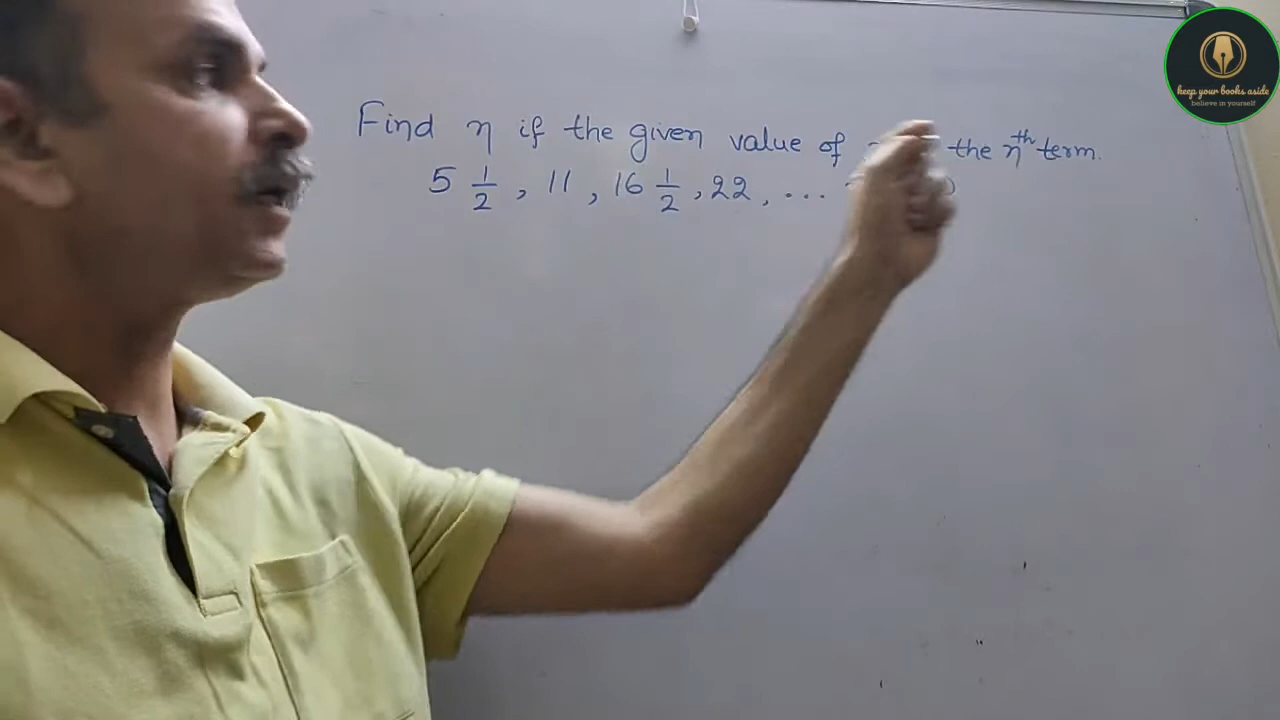 Find n if the given value of the nth term.
5 1/2 , 11 , 16 1/2 , 22 , ...
keep your books aside
believe in yourself